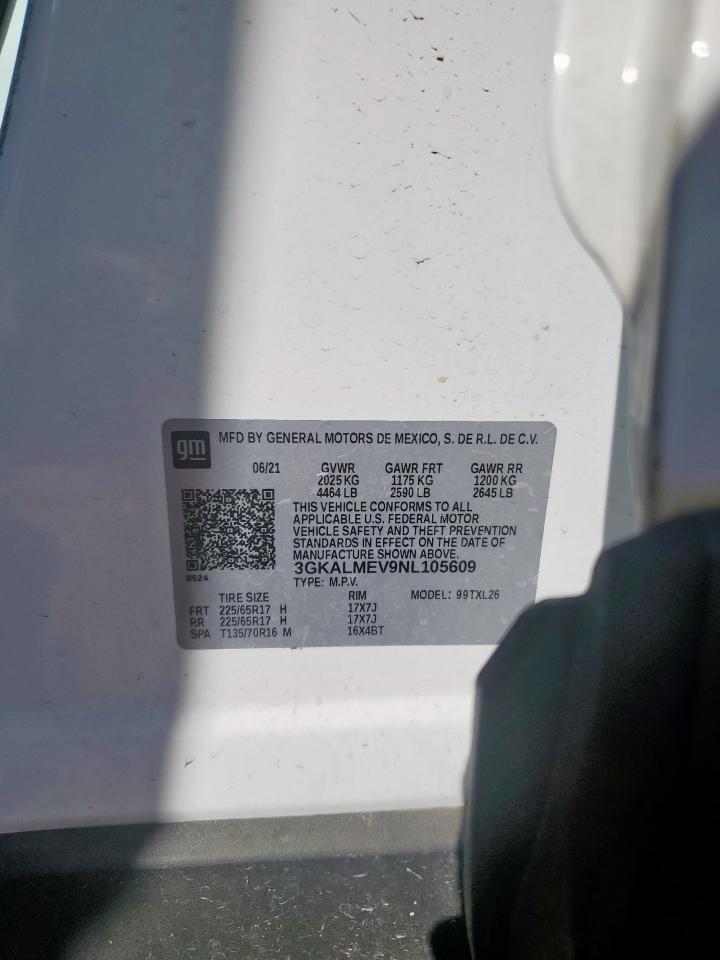 gm
MFD BY GENERAL MOTORS DE MEXICO, S. DE R.L. DE C.V.
06/21 GVWR GAWR FRT GAWR RR
2025 KG 1175 KG 1200 KG
4464 LB 2590 LB 2645 LB
THIS VEHICLE CONFORMS TO ALL
APPLICABLE U.S. FEDERAL MOTOR
VEHICLE SAFETY AND THEFT PREVENTION
STANDARDS IN EFFECT ON THE DATE OF
MANUFACTURE SHOWN ABOVE.
3GKALMEV9NL105609
8624
TYPE: M.P.V. MODEL: 99TXL26
TIRE SIZE RIM
FRT 225/65R17 H 17X7J
RR 225/65R17 H 17X7J
SPA T135/70R16 M 16X4BT